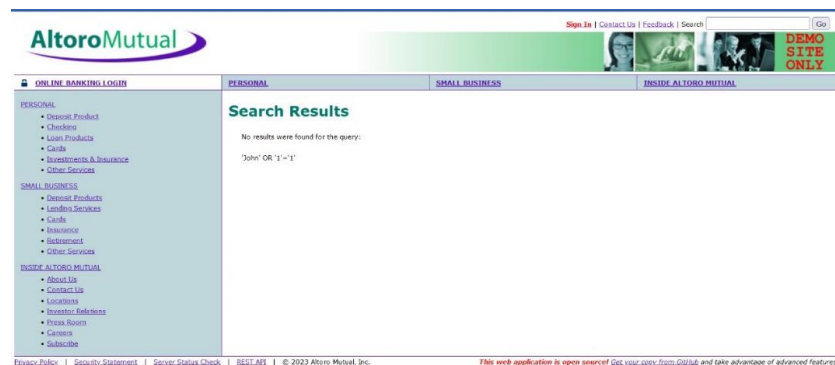 Sign In | Contact Us | Feedback | Search Go
AltoroMutual
DEMO
SITE
ONLY
ONLINE BANKING LOGIN
PERSONAL
SMALL BUSINESS
INSIDE ALTORO MUTUAL
PERSONAL
• Deposit Product
• Checking
• Loan Products
• Cards
• Investments & Insurance
• Other Services
SMALL BUSINESS
• Deposit Products
• Lending Services
• Cards
• Insurance
• Retirement
• Other Services
INSIDE ALTORO MUTUAL
• About Us
• Contact Us
• Locations
• Investor Relations
• Press Room
• Careers
• Subscribe
Search Results
No results were found for the query:
'John' OR '1'='1'
Privacy Policy | Security Statement | Server Status Check | REST API | © 2023 Altoro Mutual, Inc.
This web application is open source! Get your copy from GitHub and take advantage of advanced features